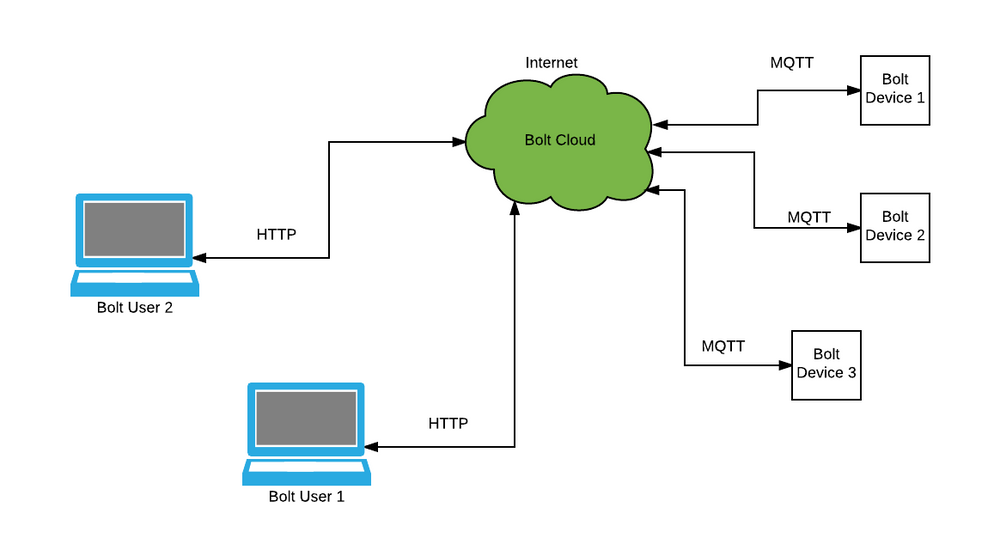 Internet
MQTT
Bolt
Device 1
Bolt Cloud
HTTP
MQTT
Bolt
Device 2
Bolt User 2
MQTT
Bolt
Device 3
HTTP
Bolt User 1